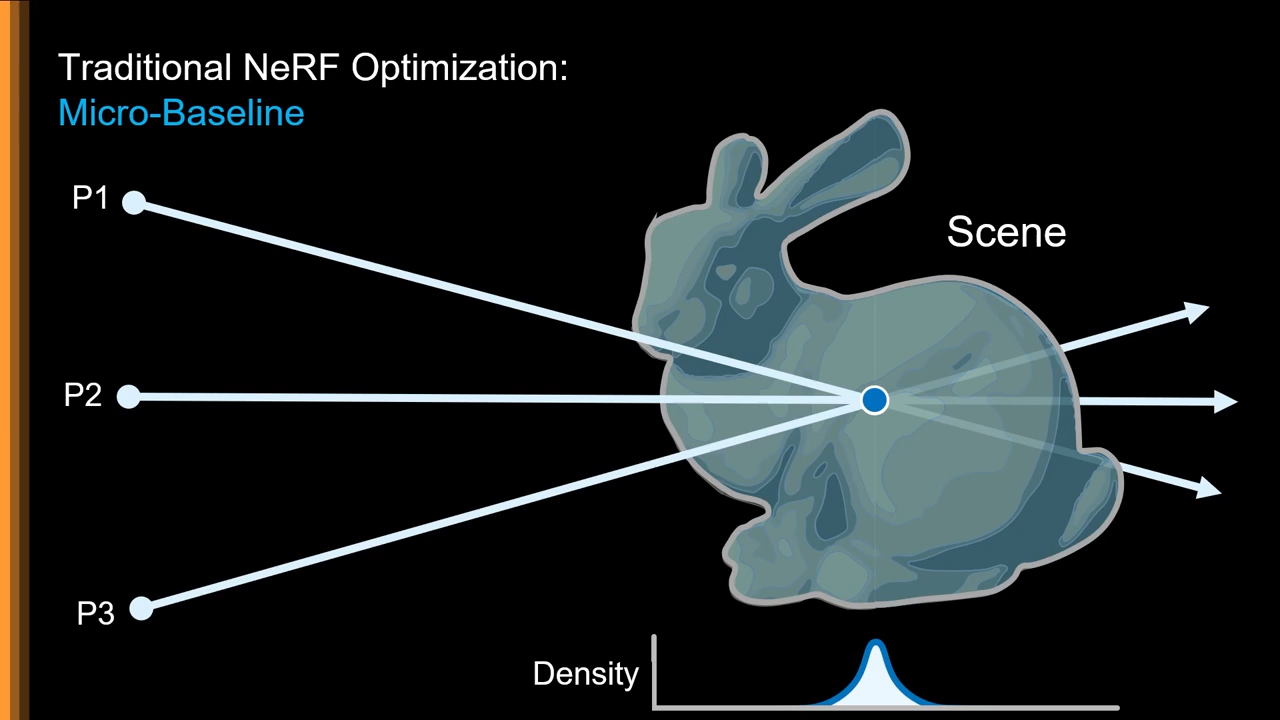 Traditional NeRF Optimization:
Micro-Baseline
P1
Scene
P2
P3
Density